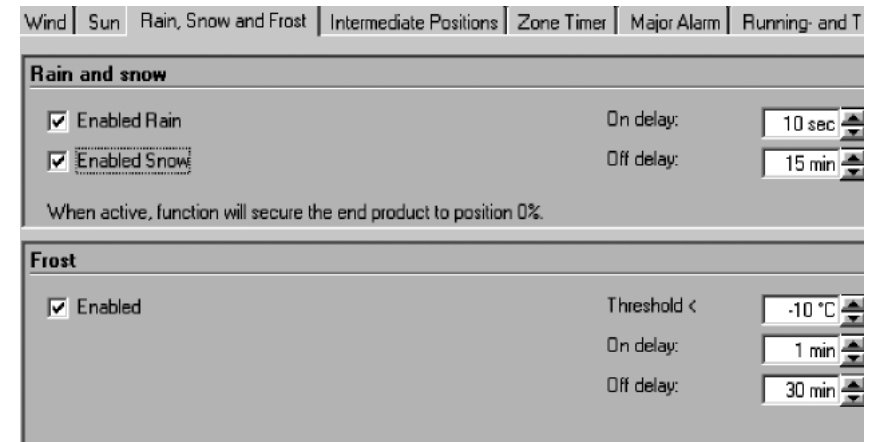 Wind Sun Rain, Snow and Frost Intermediate Positions Zone Timer Major Alarm Running- and T
Rain and snow
Enabled Rain On delay: 10 sec
Enabled Snow Off delay: 15 min
When active, function will secure the end product to position 0%.
Frost
Enabled Threshold < -10 °C
On delay: 1 min
Off delay: 30 min